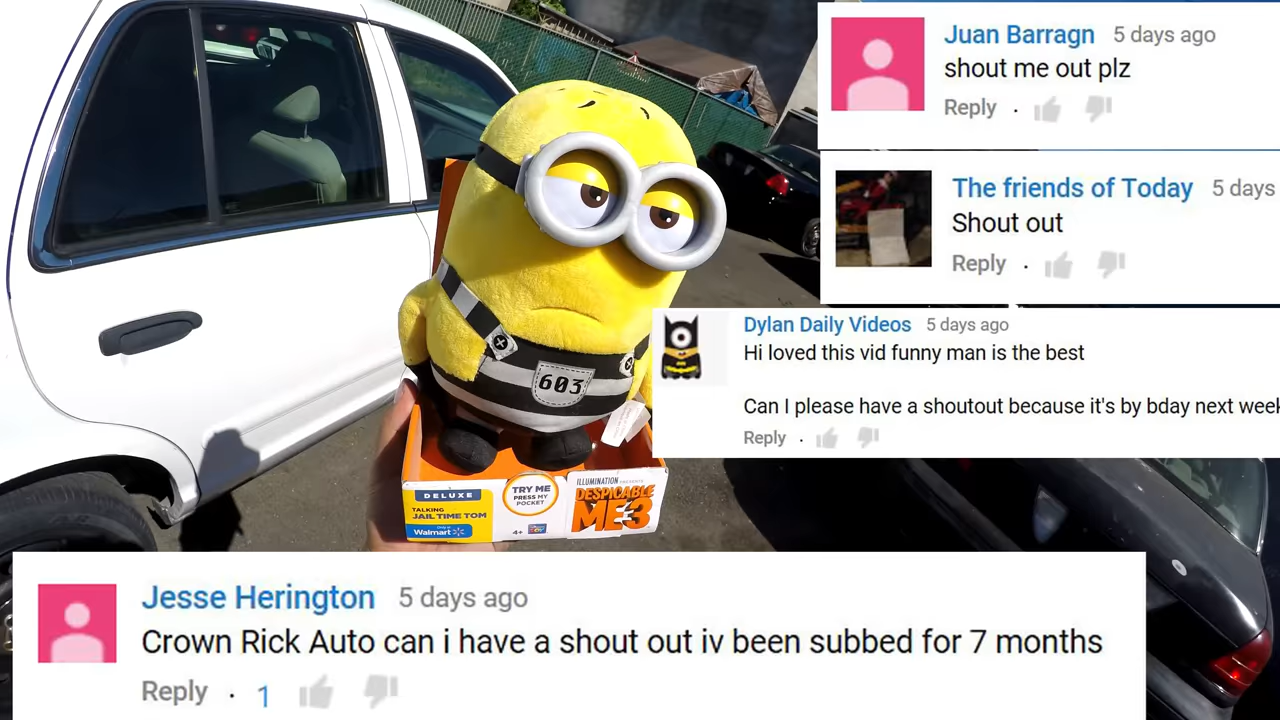 Juan Barragn 5 days ago
shout me out plz
Reply ·
The friends of Today 5 days
Shout out
Reply ·
Dylan Daily Videos 5 days ago
Hi loved this vid funny man is the best
Can I please have a shoutout because it's by bday next week
Reply ·
603
DELUXE
TALKING
JAIL TIME TOM
Only at
Walmart
TRY ME
PRESS MY
POCKET
4+
ILLUMINATION PRESENTS
DESPICABLE
ME3
Jesse Herington 5 days ago
Crown Rick Auto can i have a shout out iv been subbed for 7 months
Reply · 1